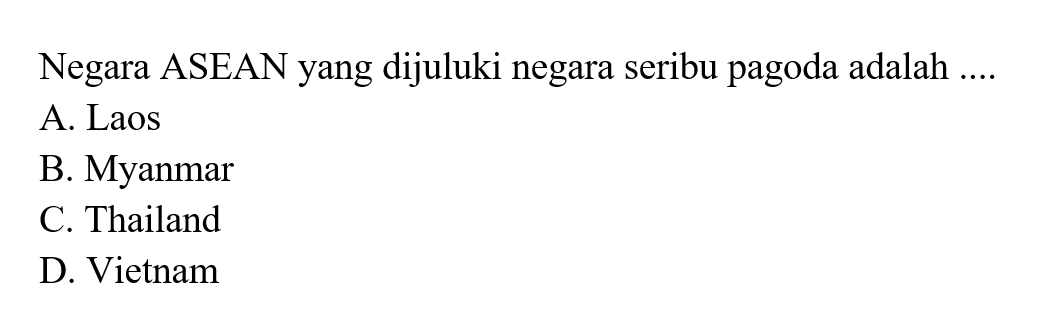 Negara ASEAN yang dijuluki negara seribu pagoda adalah ....
A. Laos
B. Myanmar
C. Thailand
D. Vietnam